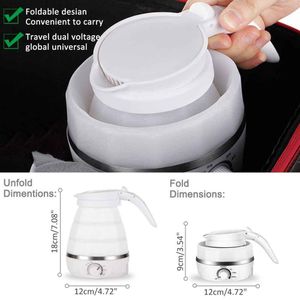 Foldable desian
Convenient to carry
Travel dual voltage
global universal
Unfold
Dimentions:
Fold
Dimensions:
18cm/7.08"
12cm/4.72"
9cm/3.54"
12cm/4.72"